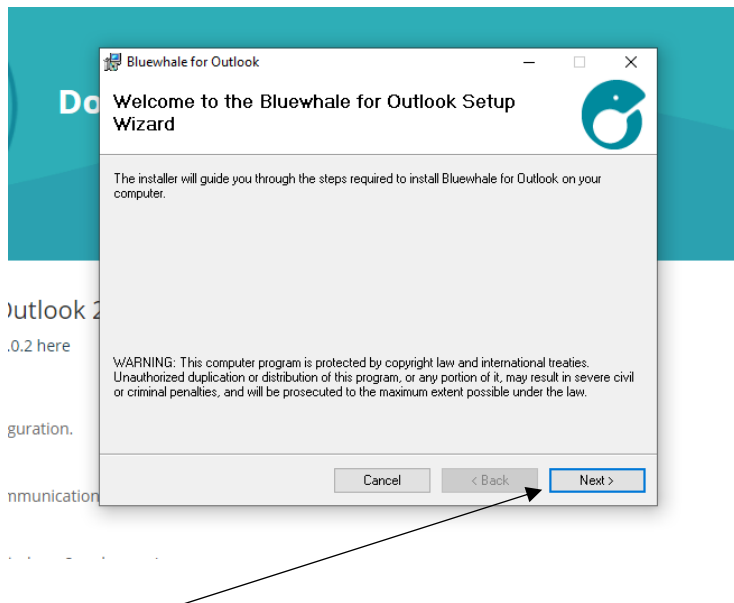 Bluewhale for Outlook
Do
Welcome to the Bluewhale for Outlook Setup
Wizard
The installer will guide you through the steps required to install Bluewhale for Outlook on your
computer.
Outlook 2
.0.2 here
WARNING: This computer program is protected by copyright law and international treaties.
Unauthorized duplication or distribution of this program, or any portion of it, may result in severe civil
or criminal penalties, and will be prosecuted to the maximum extent possible under the law.
guration.
Cancel
< Back
Next >
mmunication